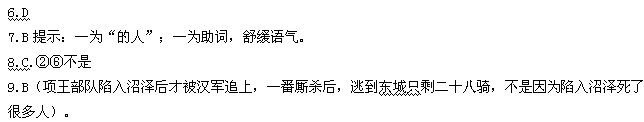 6.D
7.B 提示：一为“的人”；一为助词，舒缓语气。
8.C.②⑥不是
9.B（项王部队陷入沼泽后才被汉军追上，一番厮杀后，逃到东城只剩二十八骑，不是因为陷入沼泽死了
很多人）。